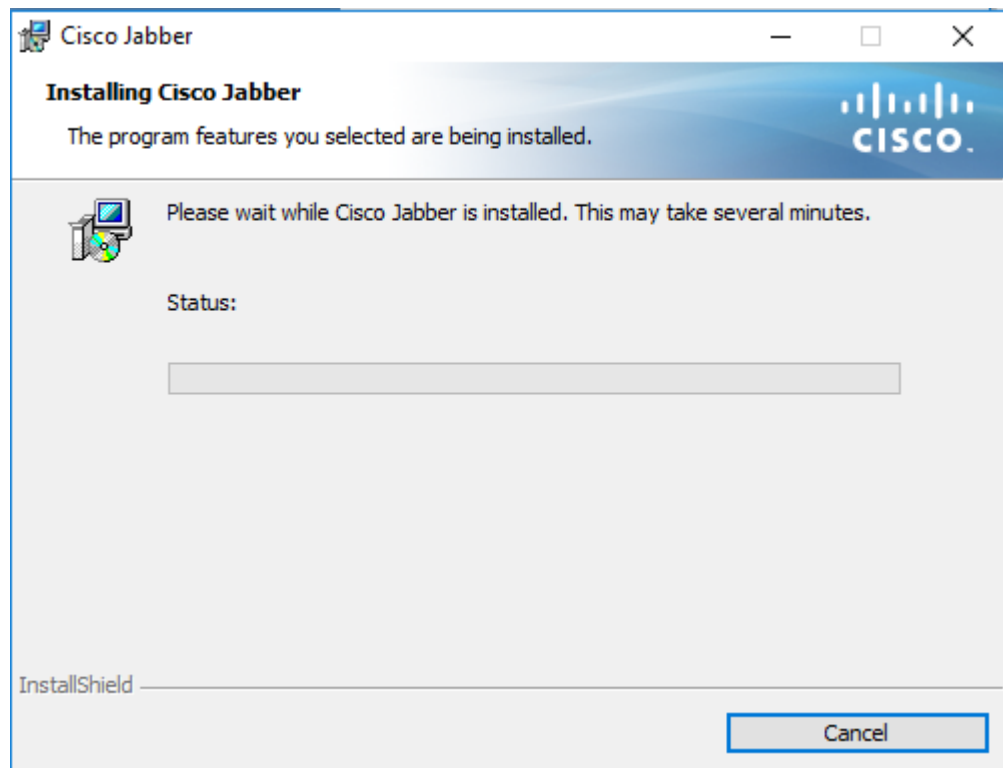 Cisco Jabber
Installing Cisco Jabber
The program features you selected are being installed.
CISCO.
Please wait while Cisco Jabber is installed. This may take several minutes.
Status:
InstallShield
Cancel